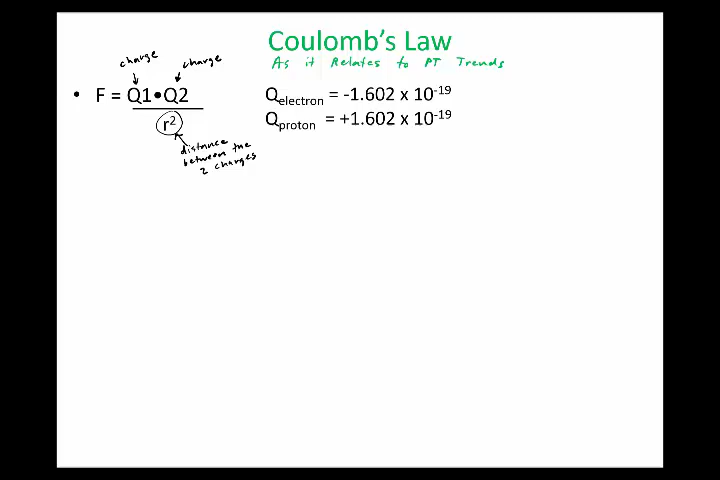 Coulomb's Law
As it Relates to PT Trends
charge
charge
• F = Q1•Q2
r²
distance
between the
2 charges
Qelectron = -1.602 x 10⁻¹⁹
Qproton = +1.602 x 10⁻¹⁹